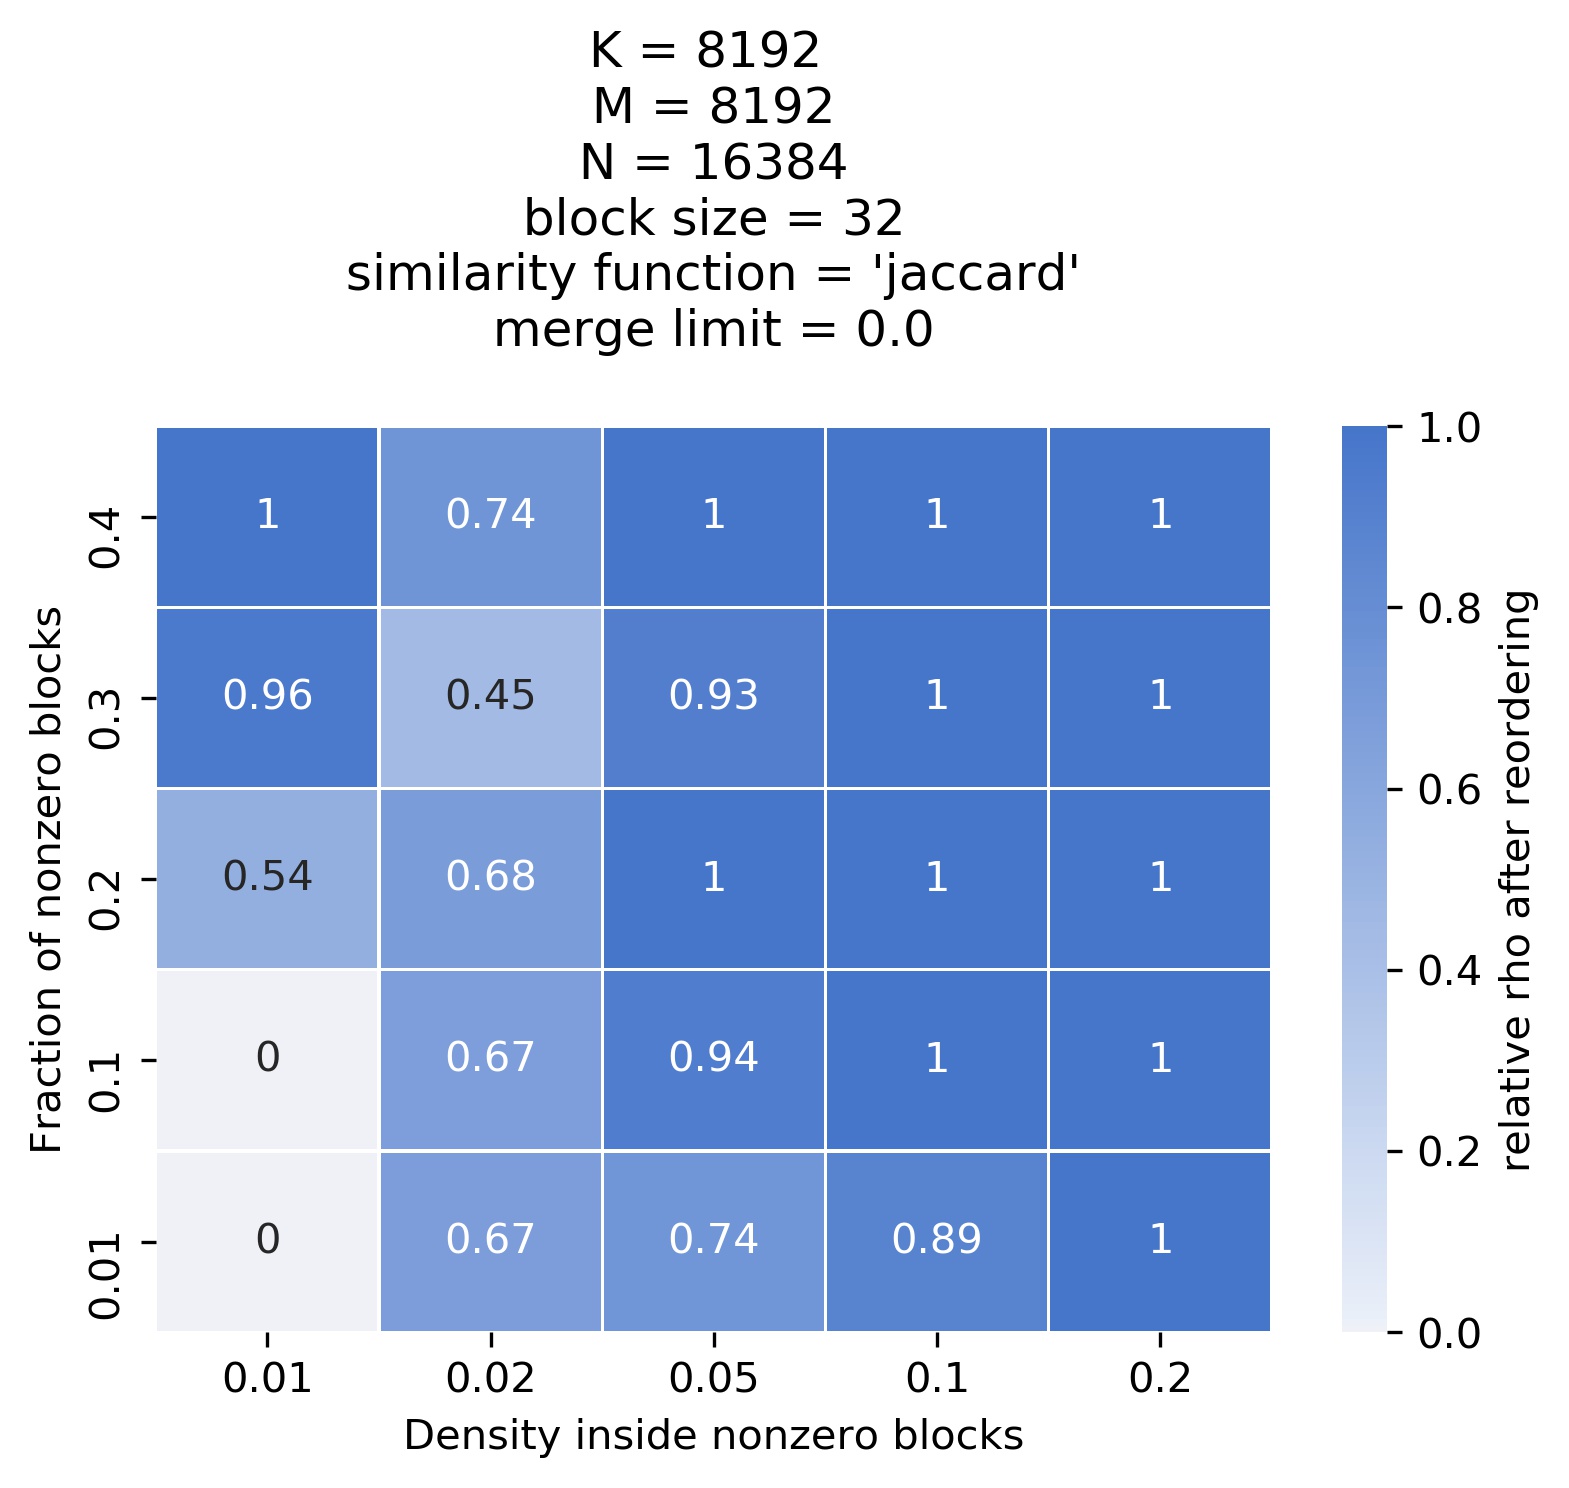 K = 8192
M = 8192
N = 16384
block size = 32
similarity function = 'jaccard'
merge limit = 0.0
Fraction of nonzero blocks
0.4 1 0.74 1 1 1
0.3 0.96 0.45 0.93 1 1
0.2 0.54 0.68 1 1 1
0.1 0 0.67 0.94 1 1
0.01 0 0.67 0.74 0.89 1
0.01 0.02 0.05 0.1 0.2
Density inside nonzero blocks
1.0
0.8
0.6
0.4
0.2
0.0
relative rho after reordering